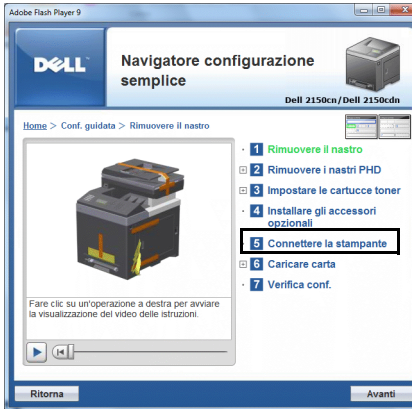 Adobe Flash Player 9
DELL
Navigatore configurazione
semplice
Dell 2150cn/Dell 2150cdn
Home > Conf. guidata > Rimuovere il nastro
1 Rimuovere il nastro
2 Rimuovere i nastri PHD
3 Impostare le cartucce toner
4 Installare gli accessori
opzionali
5 Connettere la stampante
6 Caricare carta
7 Verifica conf.
Fare clic su un'operazione a destra per avviare
la visualizzazione del video delle istruzioni.
Ritorna
Avanti